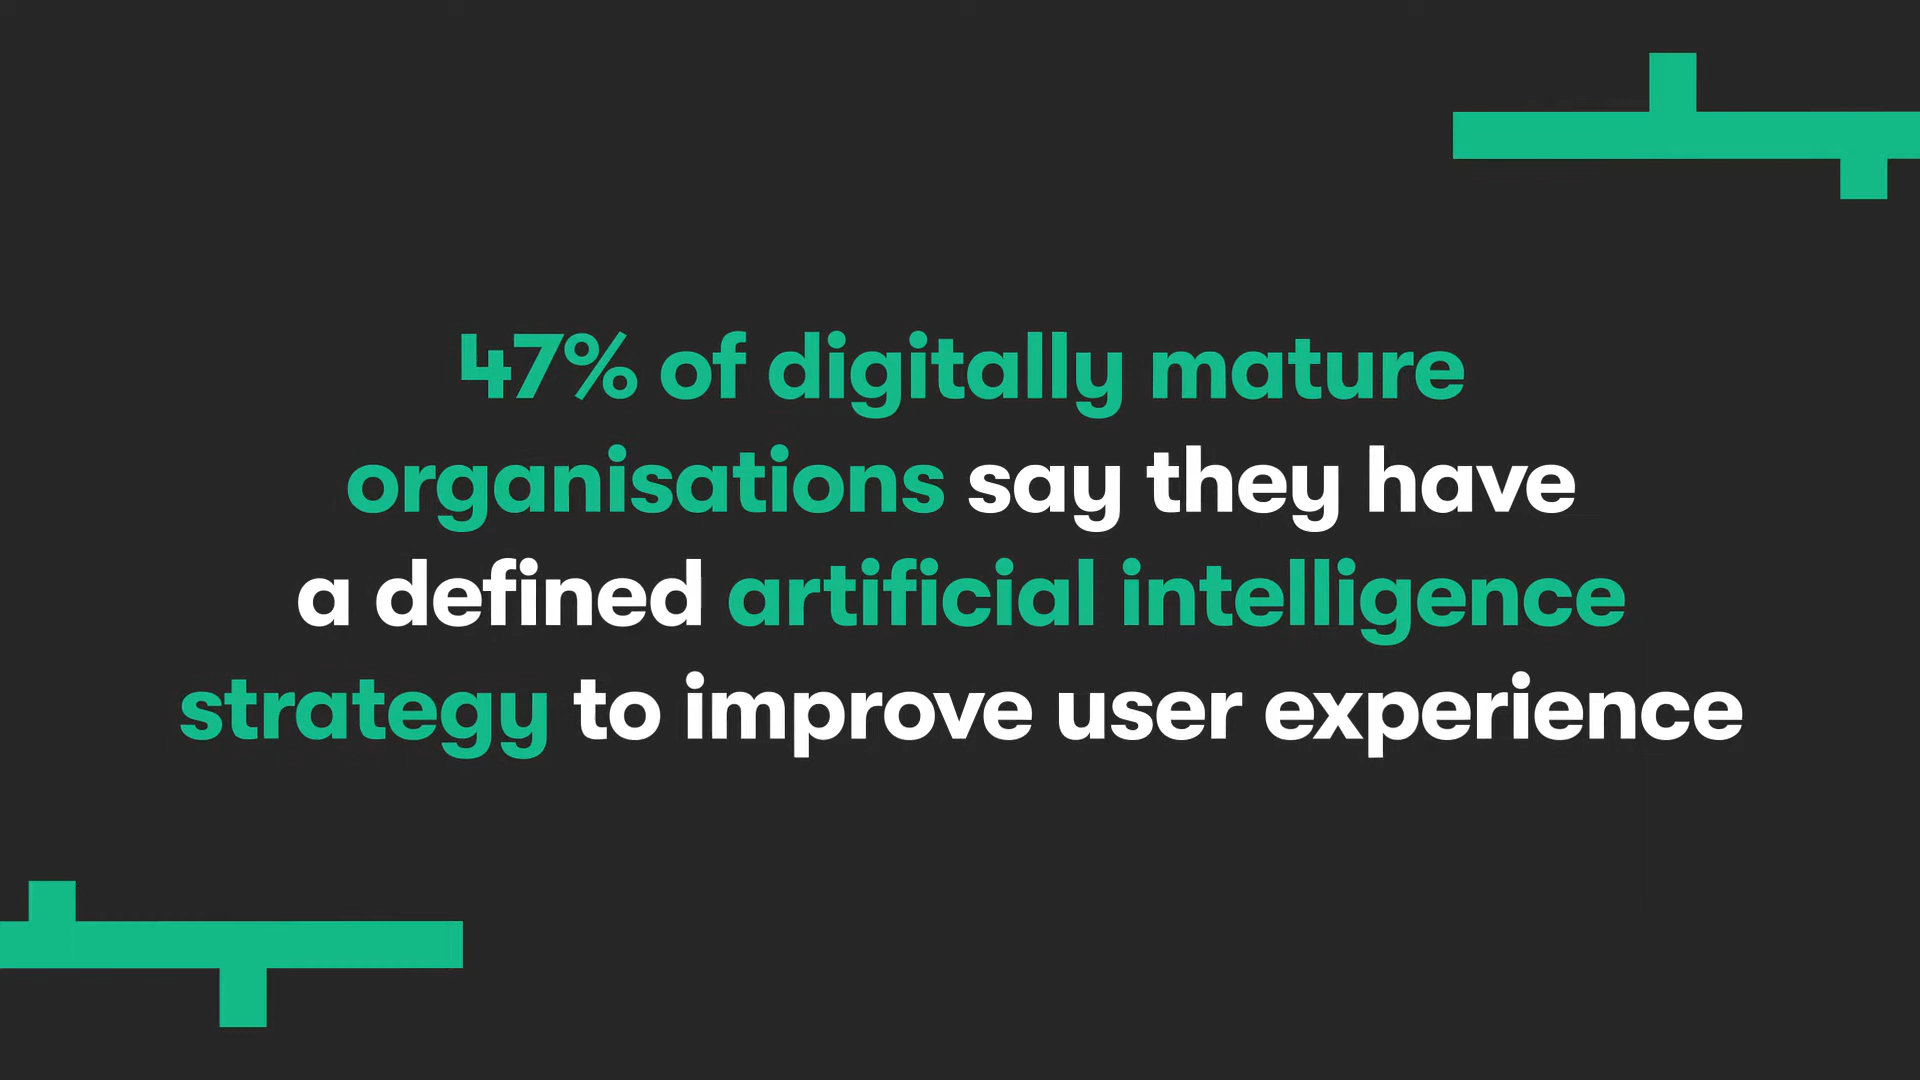 47% of digitally mature
organisations say they have
a defined artificial intelligence
strategy to improve user experience